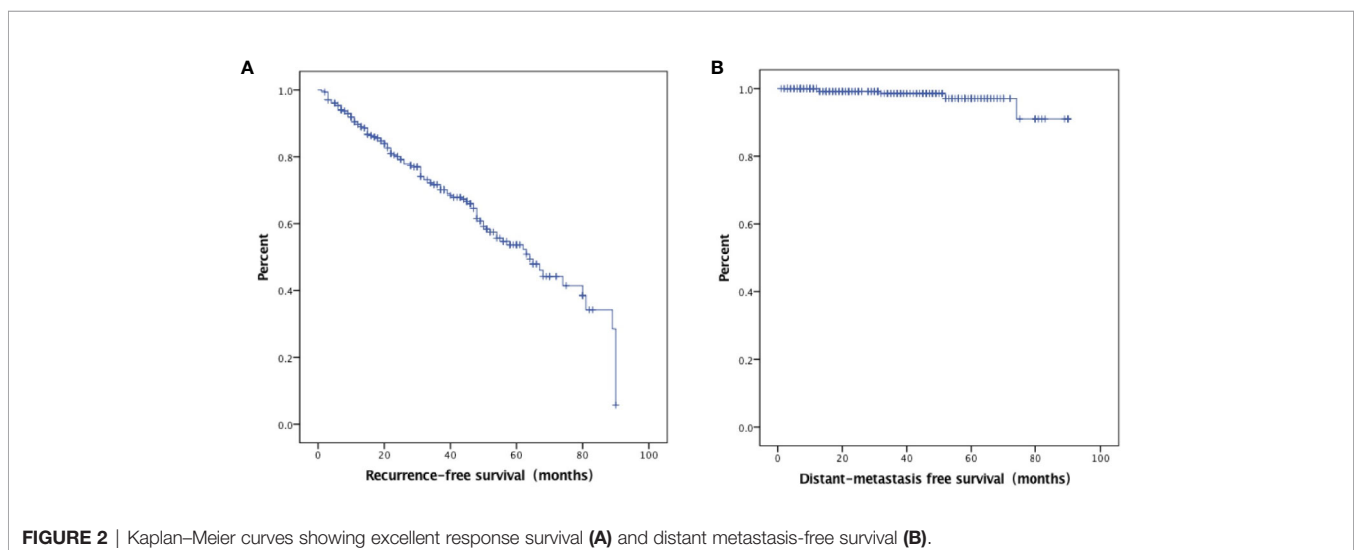 A
1.0
0.8
0.6
0.4
0.2
0.0
Percent
0 20 40 60 80 100
Recurrence-free survival (months)
B
1.0
0.8
0.6
0.4
0.2
0.0
Percent
0 20 40 60 80 100
Distant-metastasis free survival (months)
FIGURE 2 | Kaplan–Meier curves showing excellent response survival (A) and distant metastasis-free survival (B).